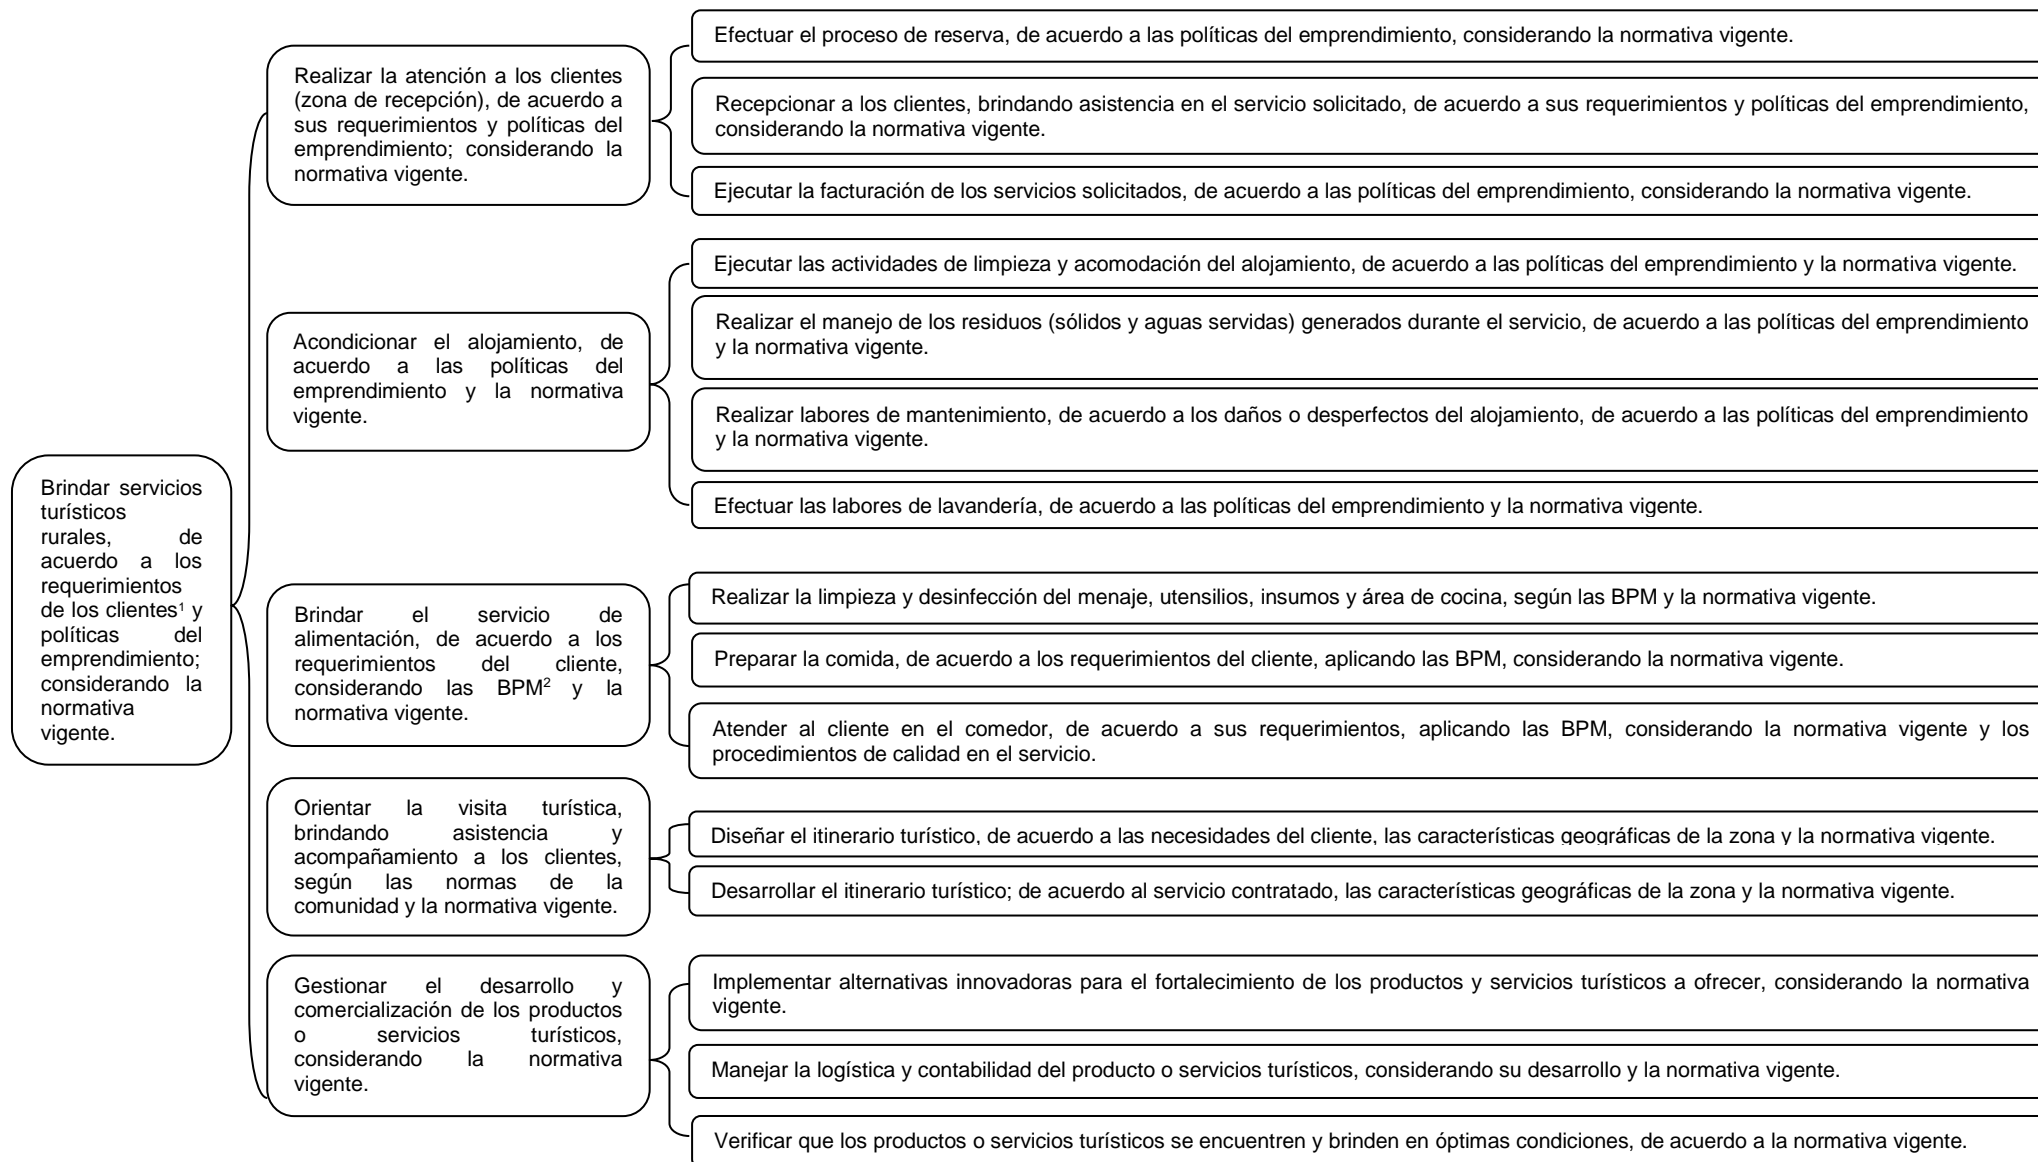 Brindar servicios
turísticos
rurales, de
acuerdo a los
requerimientos
de los clientes¹ y
políticas del
emprendimiento;
considerando la
normativa
vigente.
Realizar la atención a los clientes
(zona de recepción), de acuerdo a
sus requerimientos y políticas del
emprendimiento; considerando la
normativa vigente.
Efectuar el proceso de reserva, de acuerdo a las políticas del emprendimiento, considerando la normativa vigente.
Recepcionar a los clientes, brindando asistencia en el servicio solicitado, de acuerdo a sus requerimientos y políticas del emprendimiento,
considerando la normativa vigente.
Ejecutar la facturación de los servicios solicitados, de acuerdo a las políticas del emprendimiento, considerando la normativa vigente.
Acondicionar el alojamiento, de
acuerdo a las políticas del
emprendimiento y la normativa
vigente.
Ejecutar las actividades de limpieza y acomodación del alojamiento, de acuerdo a las políticas del emprendimiento y la normativa vigente.
Realizar el manejo de los residuos (sólidos y aguas servidas) generados durante el servicio, de acuerdo a las políticas del emprendimiento
y la normativa vigente.
Realizar labores de mantenimiento, de acuerdo a los daños o desperfectos del alojamiento, de acuerdo a las políticas del emprendimiento
y la normativa vigente.
Efectuar las labores de lavandería, de acuerdo a las políticas del emprendimiento y la normativa vigente.
Brindar el servicio de
alimentación, de acuerdo a los
requerimientos del cliente,
considerando las BPM² y la
normativa vigente.
Realizar la limpieza y desinfección del menaje, utensilios, insumos y área de cocina, según las BPM y la normativa vigente.
Preparar la comida, de acuerdo a los requerimientos del cliente, aplicando las BPM, considerando la normativa vigente.
Atender al cliente en el comedor, de acuerdo a sus requerimientos, aplicando las BPM, considerando la normativa vigente y los
procedimientos de calidad en el servicio.
Orientar la visita turística,
brindando asistencia y
acompañamiento a los clientes,
según las normas de la
comunidad y la normativa vigente.
Diseñar el itinerario turístico, de acuerdo a las necesidades del cliente, las características geográficas de la zona y la normativa vigente.
Desarrollar el itinerario turístico; de acuerdo al servicio contratado, las características geográficas de la zona y la normativa vigente.
Gestionar el desarrollo y
comercialización de los productos
o servicios turísticos,
considerando la normativa
vigente.
Implementar alternativas innovadoras para el fortalecimiento de los productos y servicios turísticos a ofrecer, considerando la normativa
vigente.
Manejar la logística y contabilidad del producto o servicios turísticos, considerando su desarrollo y la normativa vigente.
Verificar que los productos o servicios turísticos se encuentren y brinden en óptimas condiciones, de acuerdo a la normativa vigente.